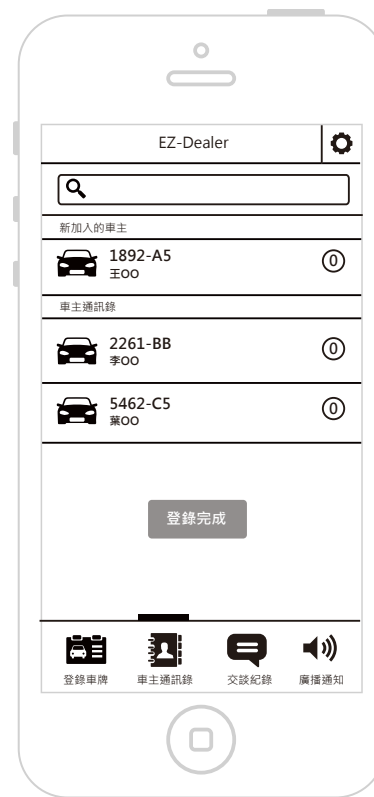 EZ-Dealer
新加入的車主
1892-A5
0
王OO
車主通訊錄
2261-BB
0
李OO
5462-C5
0
葉OO
登錄完成
登錄車牌
車主通訊錄
交談紀錄
廣播通知